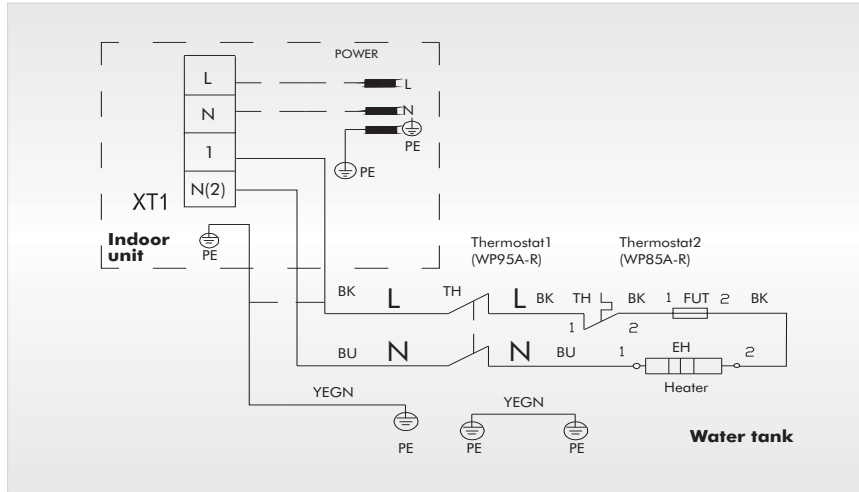 POWER
L
L
N
N
1
PE
PE
N(2)
XT1
Indoor
unit
PE
Thermostat1
(WP95A-R)
Thermostat2
(WP85A-R)
BK L TH L BK TH BK 1 FUT 2 BK
1 2
BU N N BU 1 EH 2
Heater
YEGN
YEGN
PE PE PE
Water tank